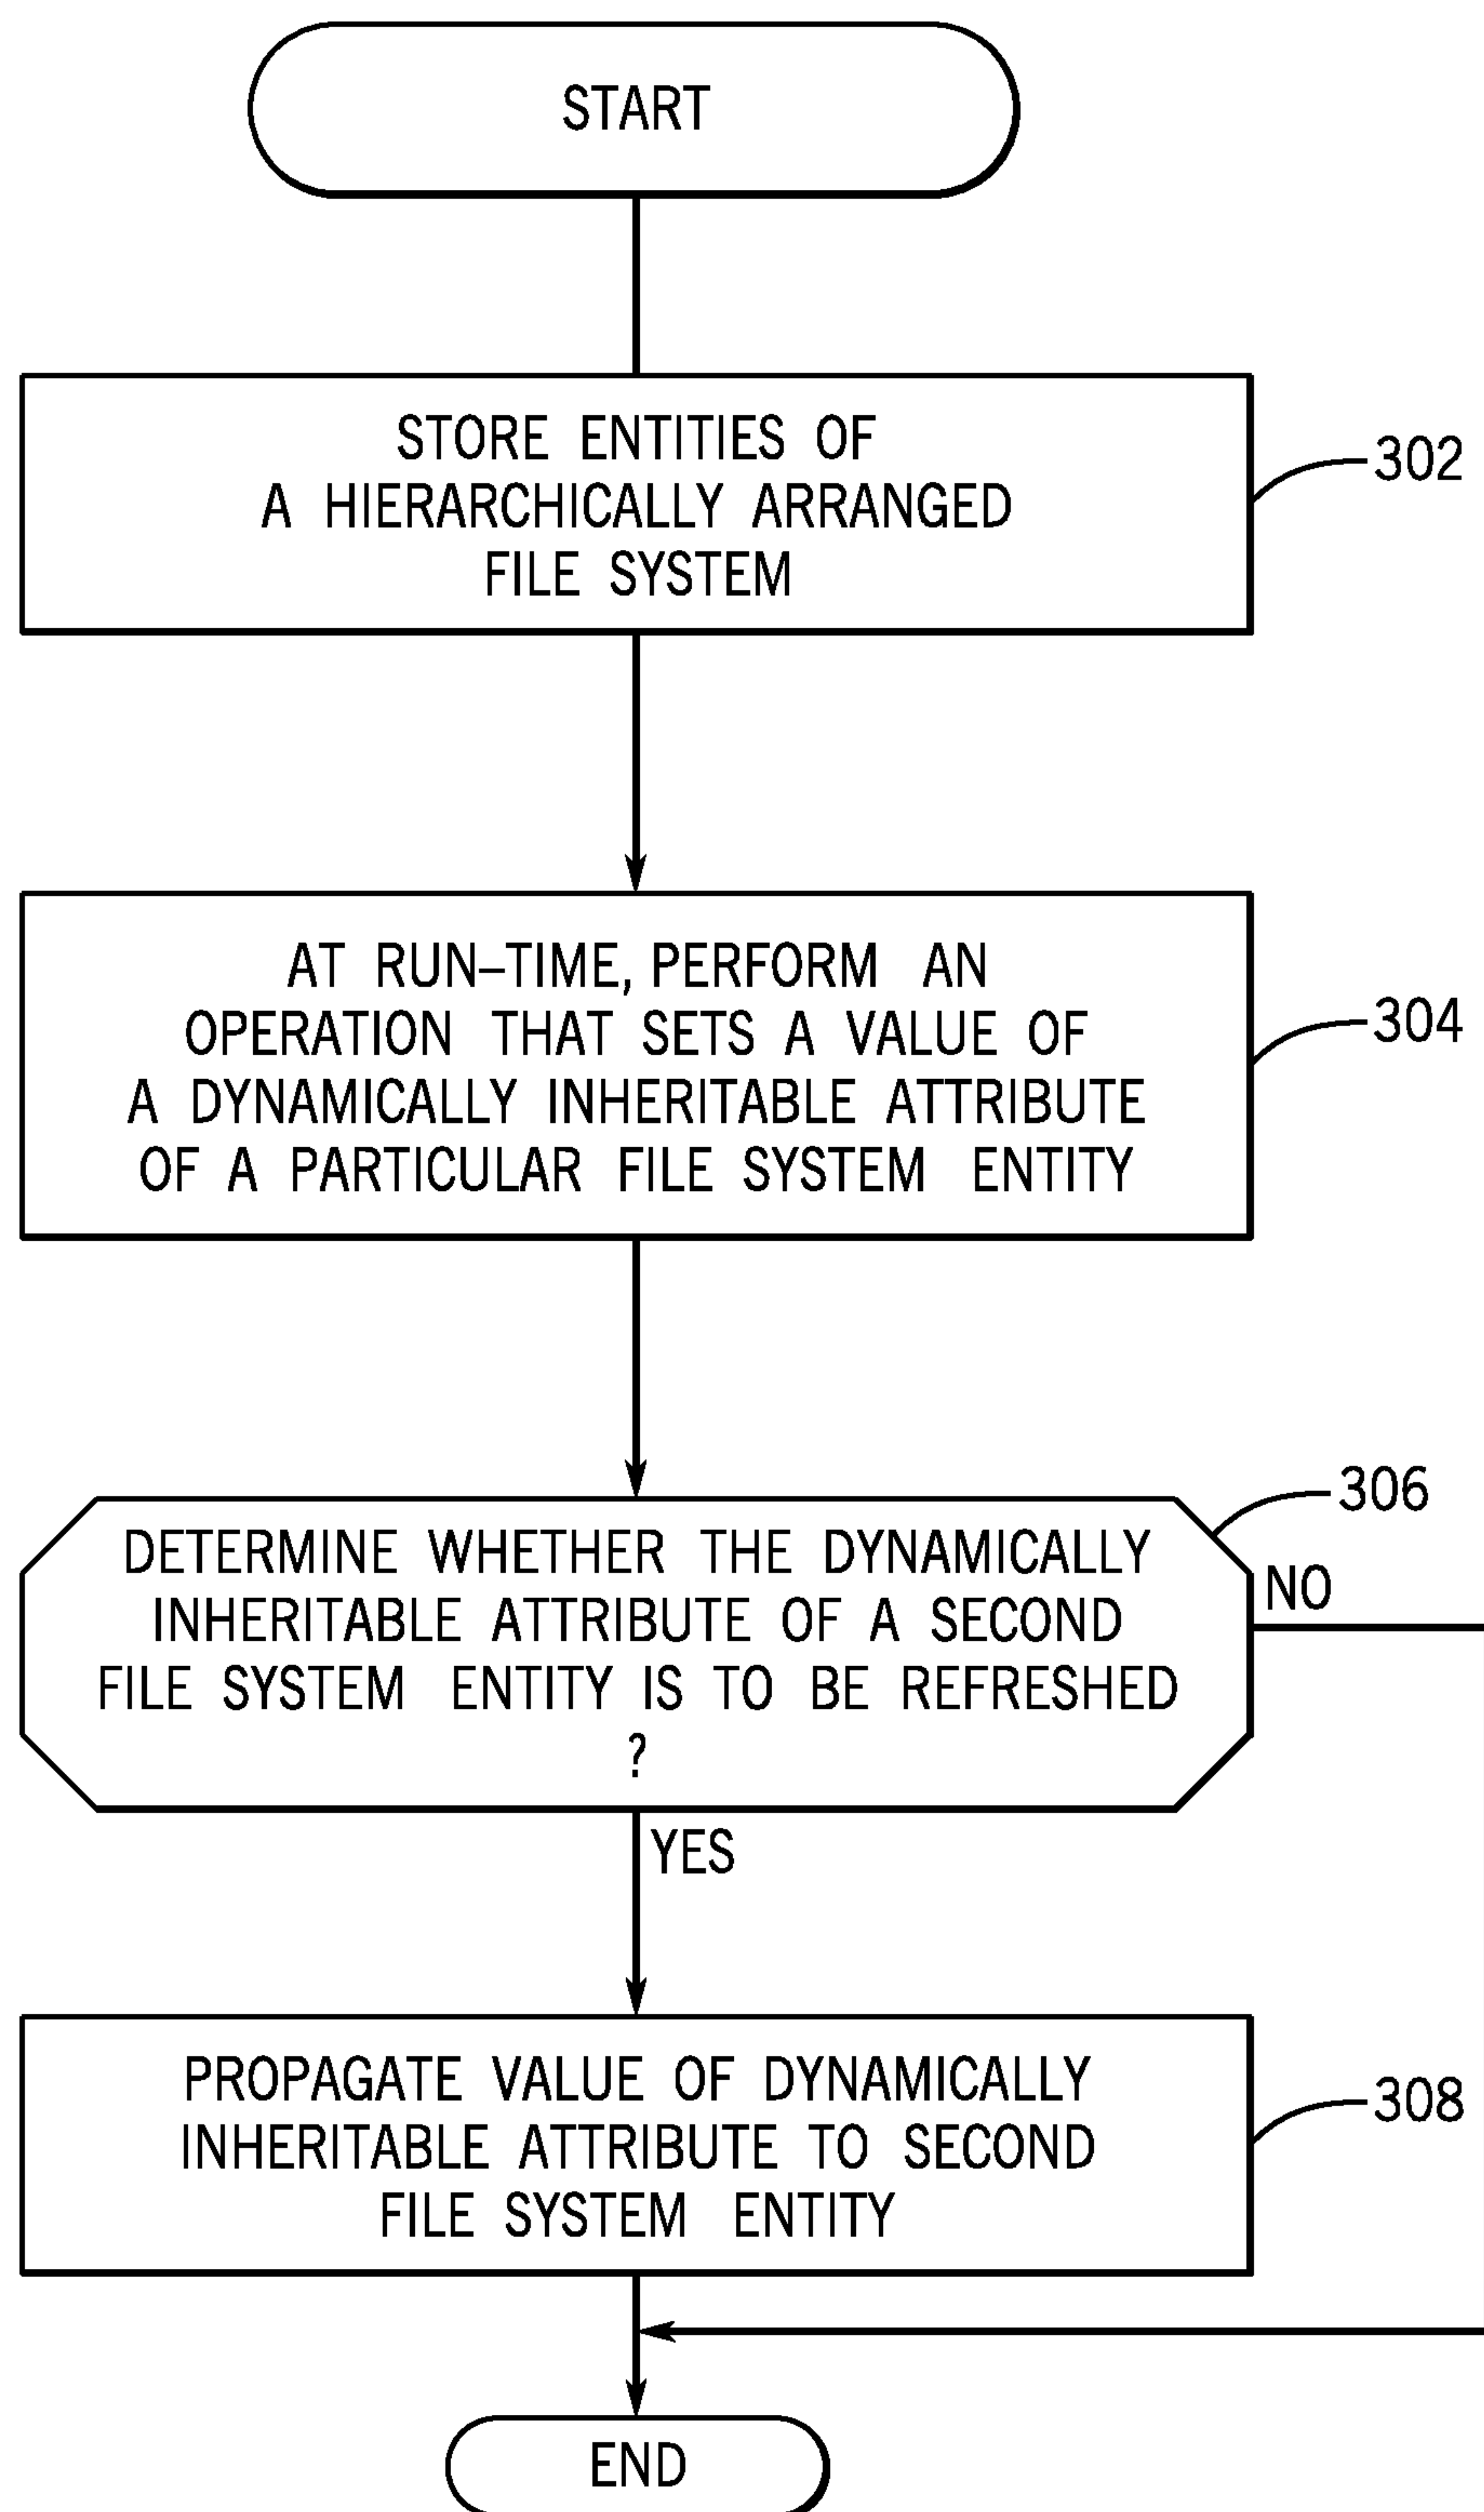 START
STORE ENTITIES OF
A HIERARCHICALLY ARRANGED
FILE SYSTEM
302
AT RUN–TIME, PERFORM AN
OPERATION THAT SETS A VALUE OF
A DYNAMICALLY INHERITABLE ATTRIBUTE
OF A PARTICULAR FILE SYSTEM ENTITY
304
306
DETERMINE WHETHER THE DYNAMICALLY
INHERITABLE ATTRIBUTE OF A SECOND
FILE SYSTEM ENTITY IS TO BE REFRESHED
?
NO
YES
PROPAGATE VALUE OF DYNAMICALLY
INHERITABLE ATTRIBUTE TO SECOND
FILE SYSTEM ENTITY
308
END